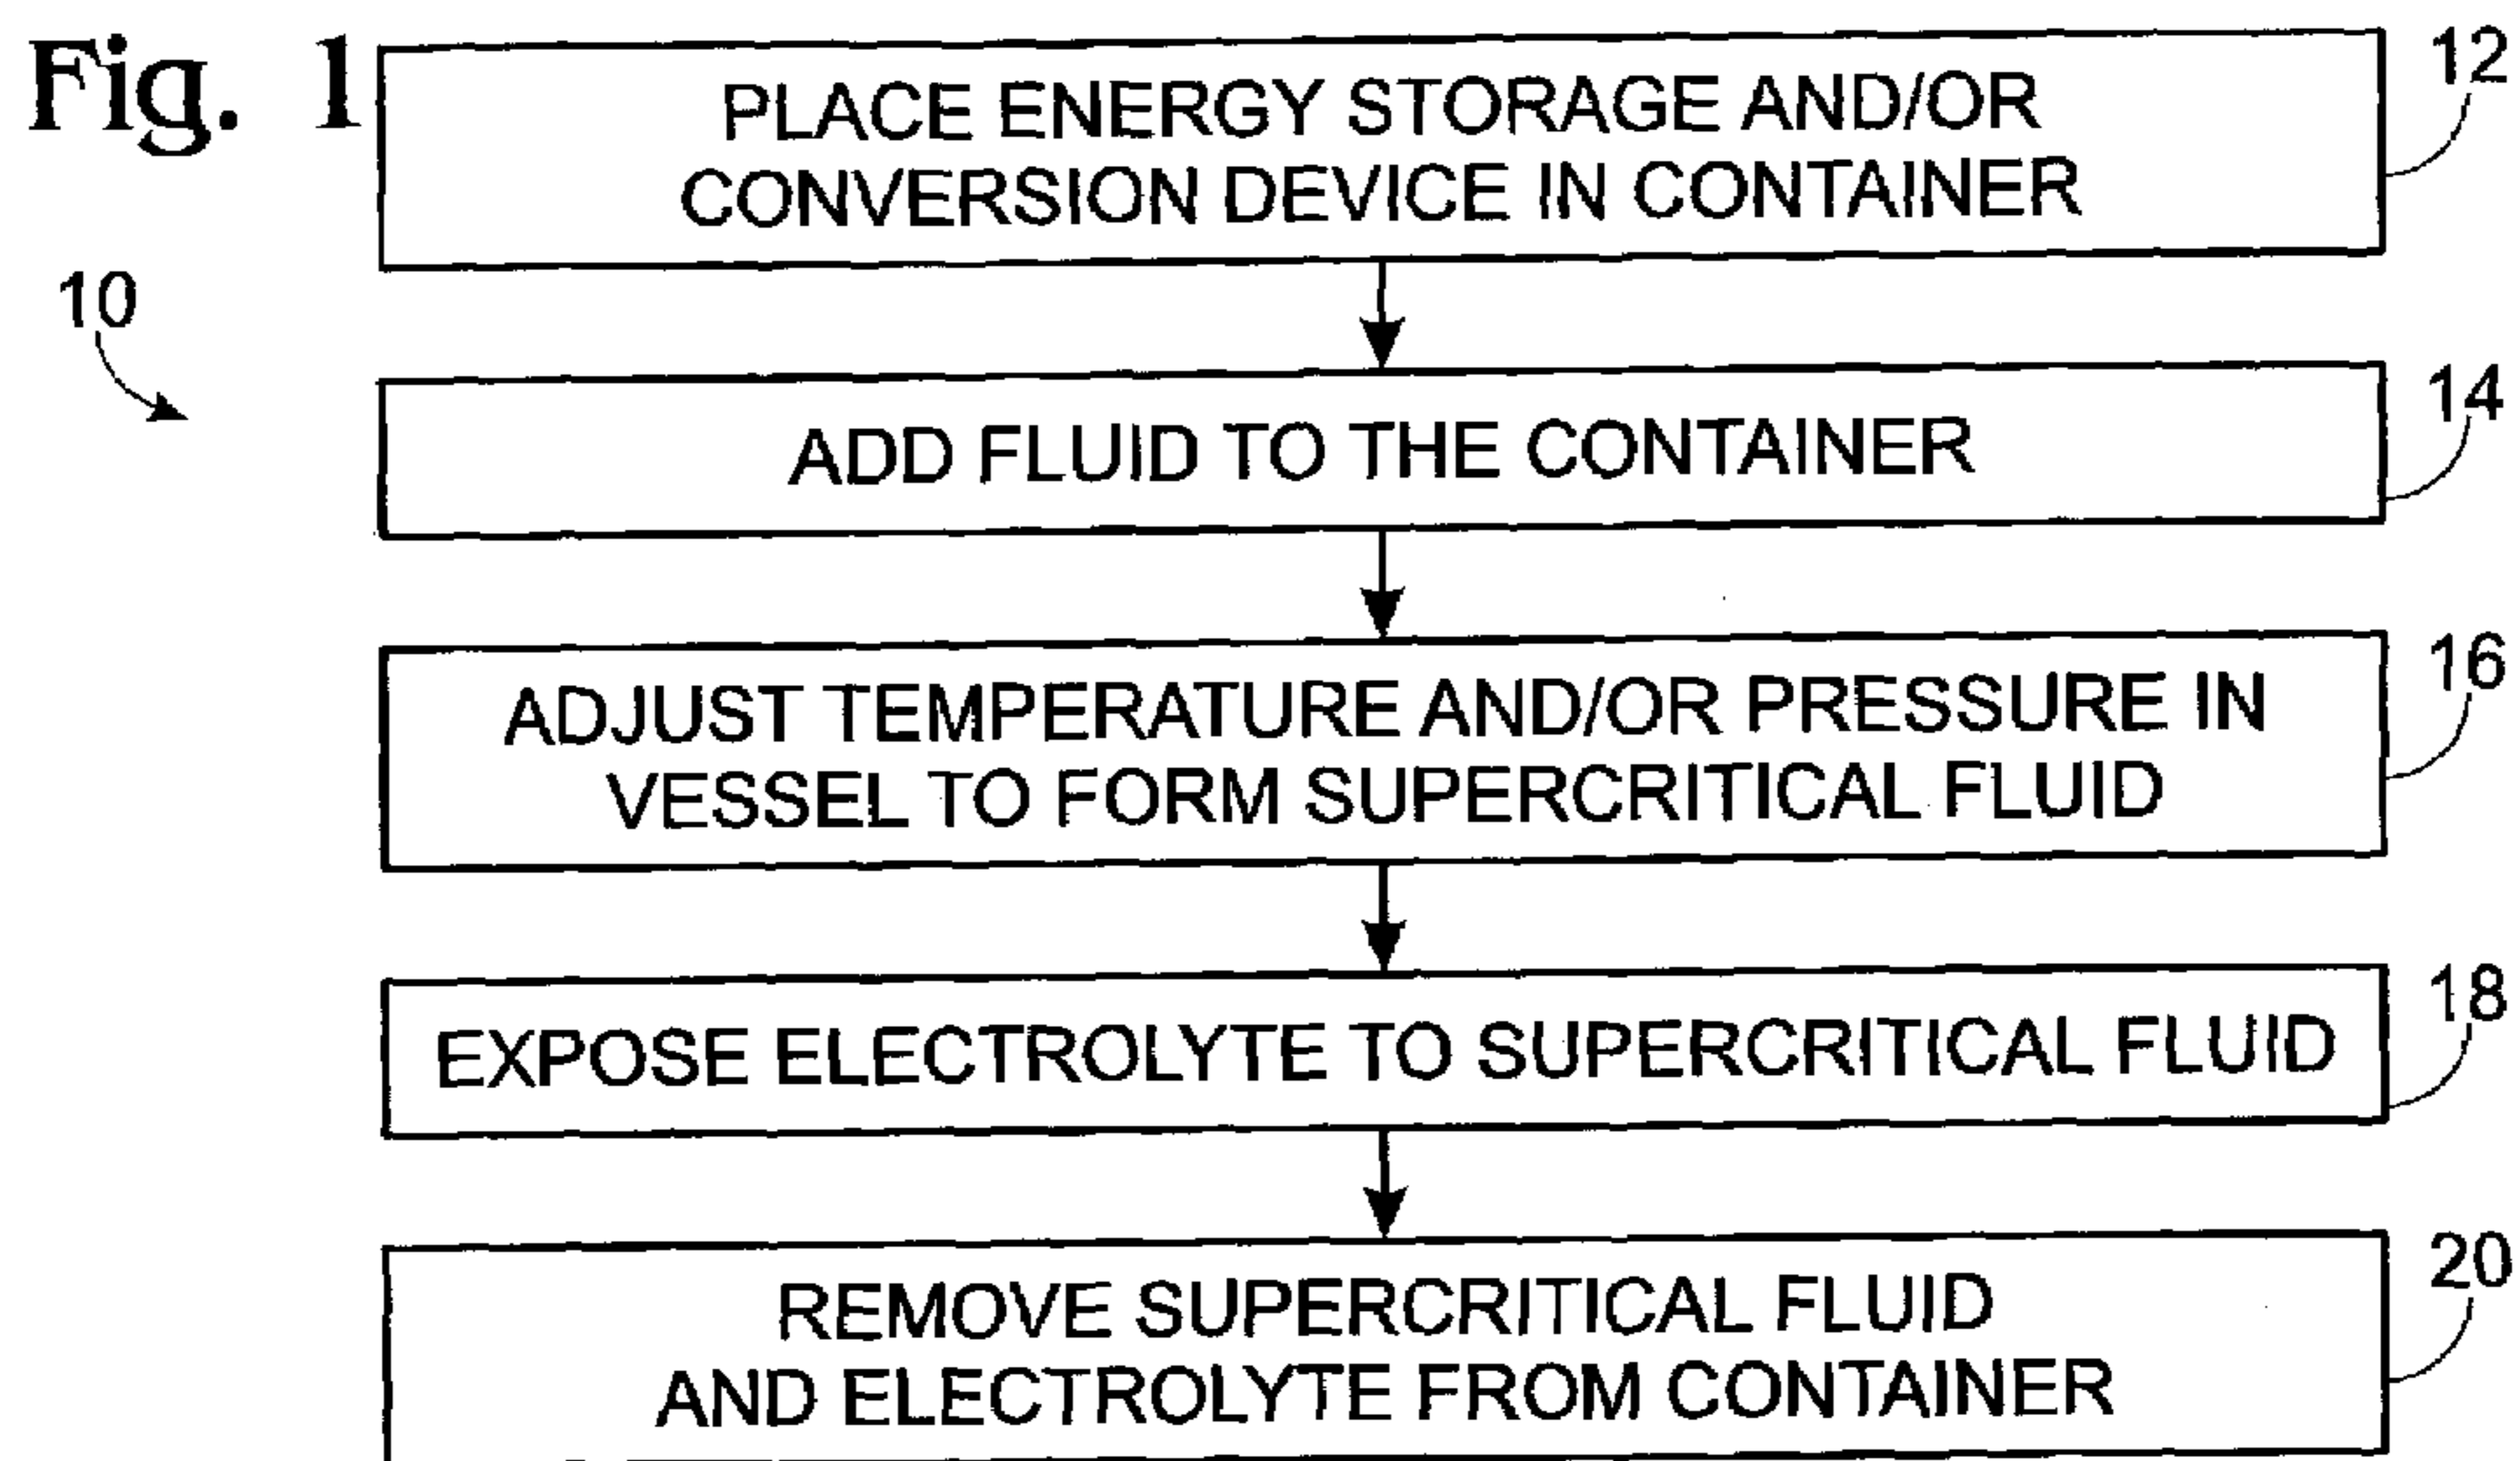 Fig. 1
PLACE ENERGY STORAGE AND/OR
CONVERSION DEVICE IN CONTAINER
12
10
ADD FLUID TO THE CONTAINER
14
ADJUST TEMPERATURE AND/OR PRESSURE IN
VESSEL TO FORM SUPERCRITICAL FLUID
16
EXPOSE ELECTROLYTE TO SUPERCRITICAL FLUID
18
REMOVE SUPERCRITICAL FLUID
AND ELECTROLYTE FROM CONTAINER
20